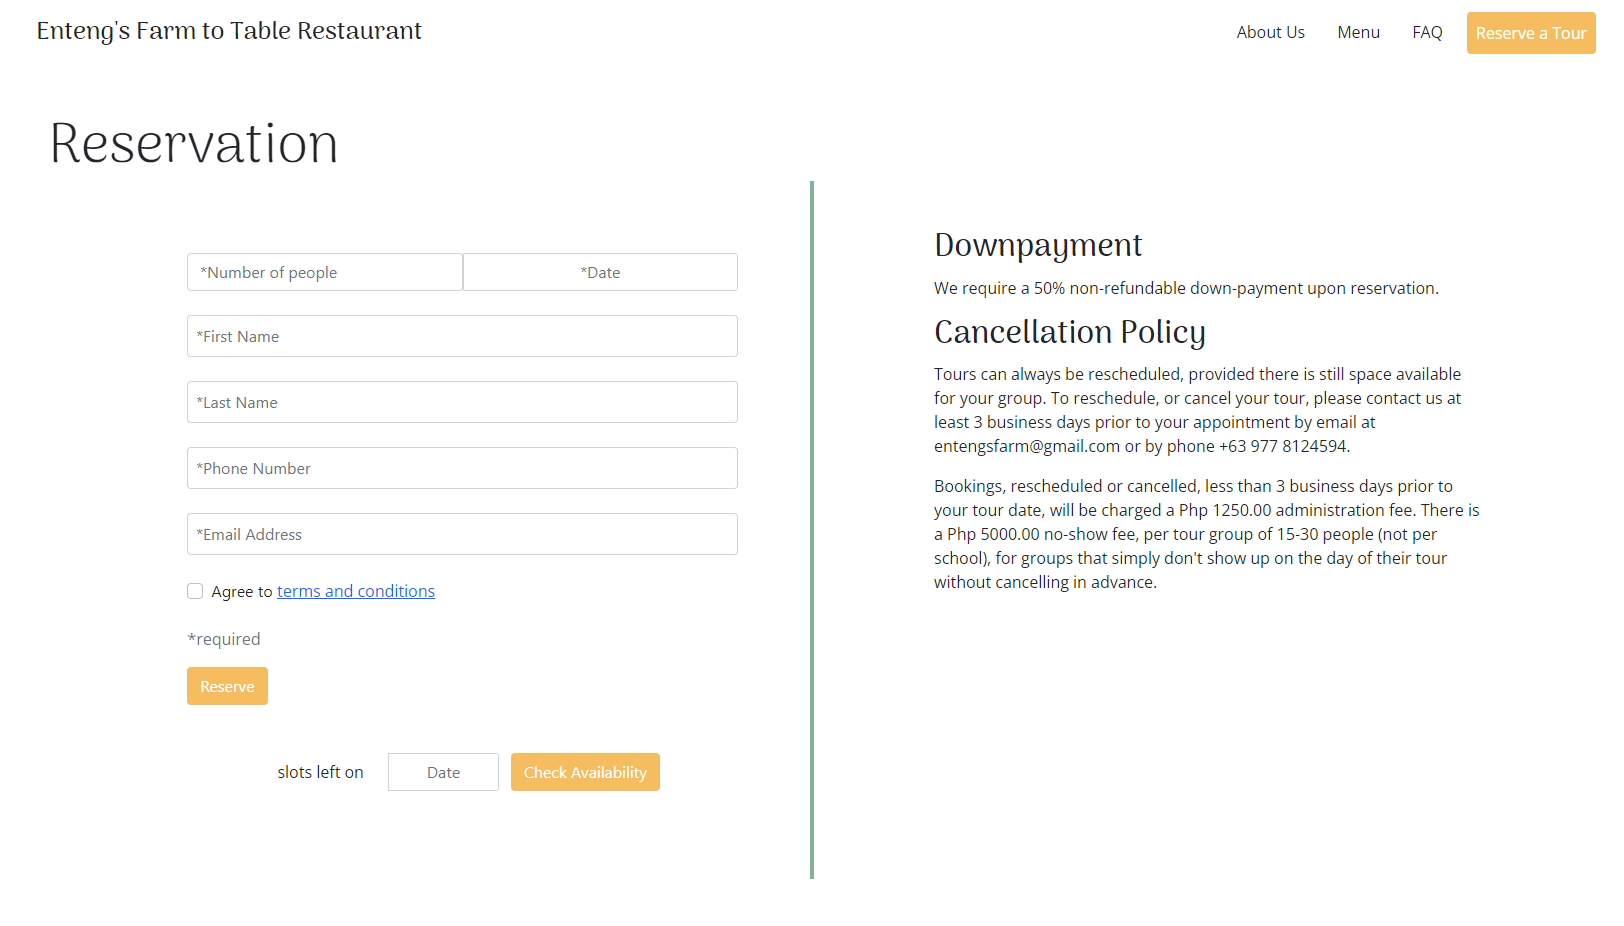 Enteng's Farm to Table Restaurant
About Us
Menu
FAQ
Reserve a Tour
Reservation
*Number of people
*Date
*First Name
*Last Name
*Phone Number
*Email Address
Agree to terms and conditions
*required
Reserve
slots left on
Date
Check Availability
Downpayment
We require a 50% non-refundable down-payment upon reservation.
Cancellation Policy
Tours can always be rescheduled, provided there is still space available
for your group. To reschedule, or cancel your tour, please contact us at
least 3 business days prior to your appointment by email at
entengsfarm@gmail.com or by phone +63 977 8124594.
Bookings, rescheduled or cancelled, less than 3 business days prior to
your tour date, will be charged a Php 1250.00 administration fee. There is
a Php 5000.00 no-show fee, per tour group of 15-30 people (not per
school), for groups that simply don't show up on the day of their tour
without cancelling in advance.